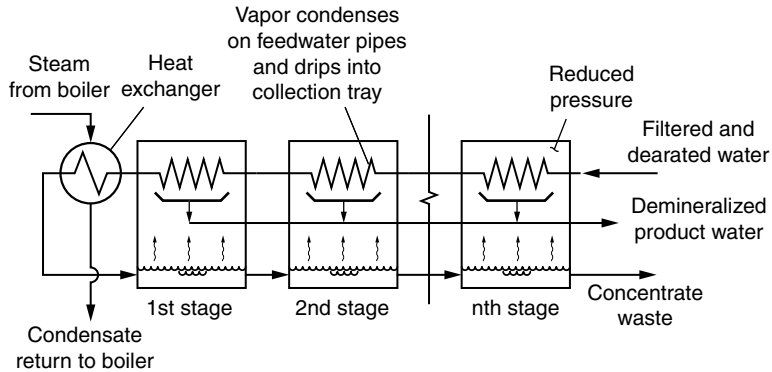 Vapor condenses
on feedwater pipes
and drips into
collection tray
Steam
from boiler
Heat
exchanger
Reduced
pressure
Filtered and
dearated water
Demineralized
product water
1st stage
2nd stage
nth stage
Concentrate
waste
Condensate
return to boiler